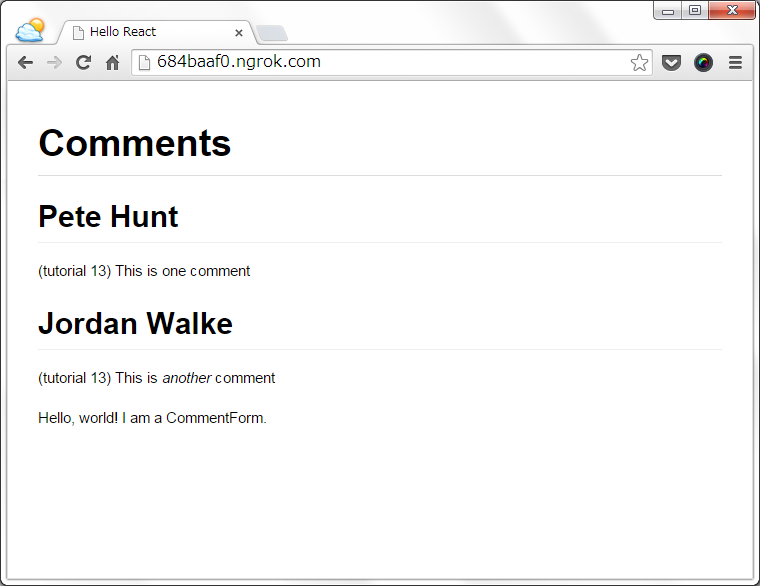 Hello React
684baaf0.ngrok.com
Comments
Pete Hunt
(tutorial 13) This is one comment
Jordan Walke
(tutorial 13) This is another comment
Hello, world! I am a CommentForm.